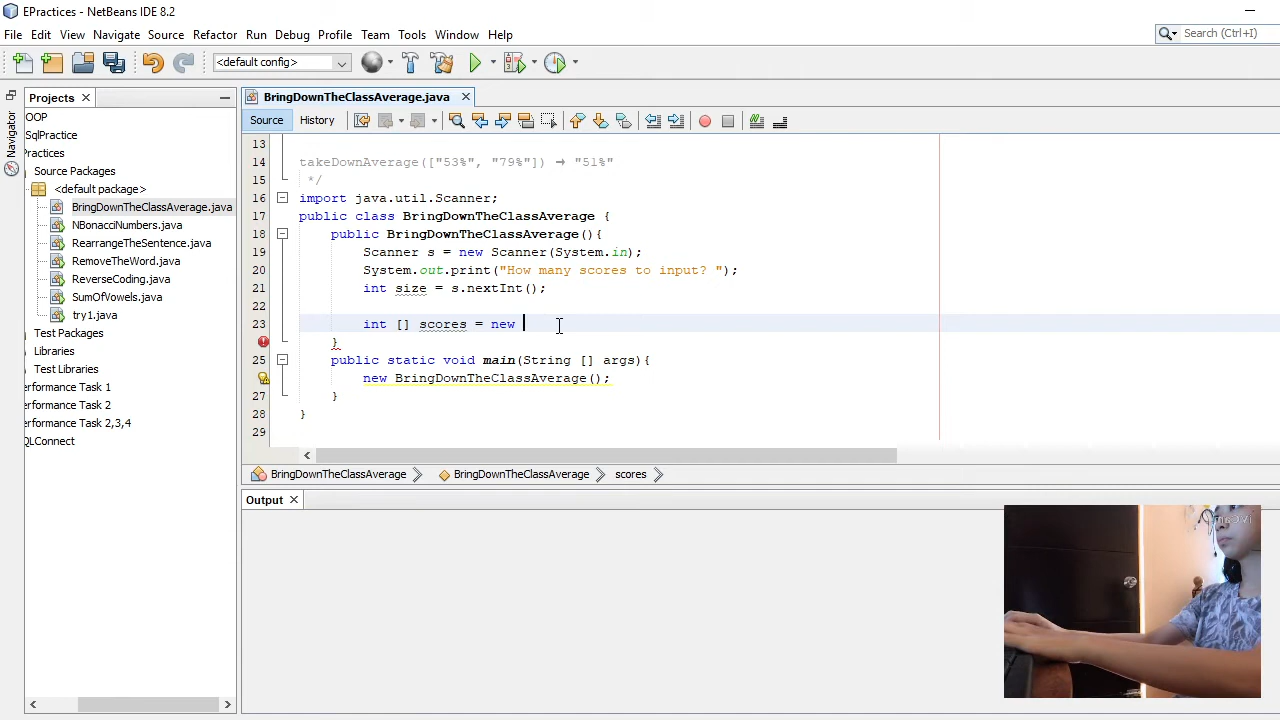 EPractices - NetBeans IDE 8.2
File Edit View Navigate Source Refactor Run Debug Profile Team Tools Window Help
Search (Ctrl+I)
<default config>
Projects
BringDownTheClassAverage.java
Navigator
OOP
SqlPractice
Practices
Source Packages
<default package>
BringDownTheClassAverage.java
NBonacciNumbers.java
RearrangeTheSentence.java
RemoveTheWord.java
ReverseCoding.java
SumOfVowels.java
try1.java
Test Packages
Libraries
Test Libraries
erformance Task 1
erformance Task 2
erformance Task 2,3,4
QLConnect
Source History
13
14 takeDownAverage(["53%", "79%"]) → "51%"
15 */
16 import java.util.Scanner;
17 public class BringDownTheClassAverage {
18 public BringDownTheClassAverage(){
19 Scanner s = new Scanner(System.in);
20 System.out.print("How many scores to input? ");
21 int size = s.nextInt();
22
23 int [] scores = new
}
25 public static void main(String [] args){
new BringDownTheClassAverage();
27 }
28 }
29
BringDownTheClassAverage BringDownTheClassAverage scores
Output